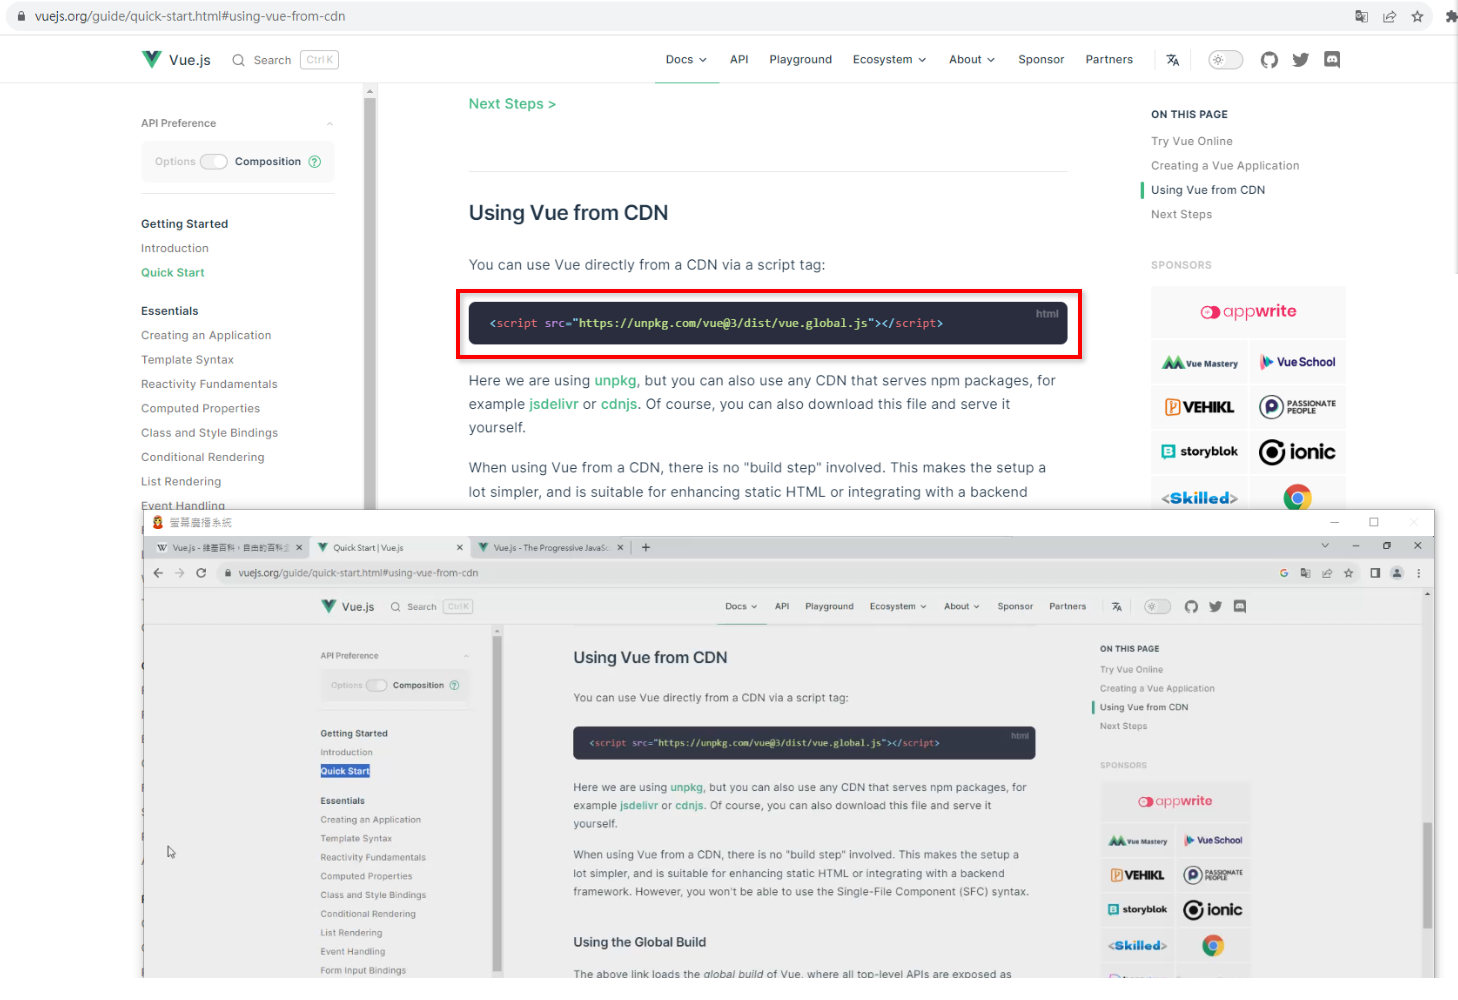 vuejs.org/guide/quick-start.html#using-vue-from-cdn
Vue.js
Search
Ctrl K
Docs
API
Playground
Ecosystem
About
Sponsor
Partners
API Preference
Options
Composition
Getting Started
Introduction
Quick Start
Essentials
Creating an Application
Template Syntax
Reactivity Fundamentals
Computed Properties
Class and Style Bindings
Conditional Rendering
List Rendering
Event Handling
Next Steps >
Using Vue from CDN
You can use Vue directly from a CDN via a script tag:
html
<script src="https://unpkg.com/vue@3/dist/vue.global.js"></script>
Here we are using unpkg, but you can also use any CDN that serves npm packages, for
example jsdelivr or cdnjs. Of course, you can also download this file and serve it
yourself.
When using Vue from a CDN, there is no "build step" involved. This makes the setup a
lot simpler, and is suitable for enhancing static HTML or integrating with a backend
ON THIS PAGE
Try Vue Online
Creating a Vue Application
Using Vue from CDN
Next Steps
SPONSORS
appwrite
Vue Mastery
Vue School
VEHIKL
PASSIONATE
PEOPLE
storyblok
ionic
<Skilled>
螢幕廣播系統
Vue.js - 維基百科，自由的百科全
Quick Start | Vue.js
Vue.js - The Progressive JavaSc
vuejs.org/guide/quick-start.html#using-vue-from-cdn
Vue.js
Search
Ctrl K
Docs
API
Playground
Ecosystem
About
Sponsor
Partners
API Preference
Options
Composition
Getting Started
Introduction
Quick Start
Essentials
Creating an Application
Template Syntax
Reactivity Fundamentals
Computed Properties
Class and Style Bindings
Conditional Rendering
List Rendering
Event Handling
Form Input Bindings
Using Vue from CDN
You can use Vue directly from a CDN via a script tag:
html
<script src="https://unpkg.com/vue@3/dist/vue.global.js"></script>
Here we are using unpkg, but you can also use any CDN that serves npm packages, for
example jsdelivr or cdnjs. Of course, you can also download this file and serve it
yourself.
When using Vue from a CDN, there is no "build step" involved. This makes the setup a
lot simpler, and is suitable for enhancing static HTML or integrating with a backend
framework. However, you won't be able to use the Single-File Component (SFC) syntax.
Using the Global Build
The above link loads the global build of Vue, where all top-level APIs are exposed as
ON THIS PAGE
Try Vue Online
Creating a Vue Application
Using Vue from CDN
Next Steps
SPONSORS
appwrite
Vue Mastery
Vue School
VEHIKL
PASSIONATE
PEOPLE
storyblok
ionic
<Skilled>